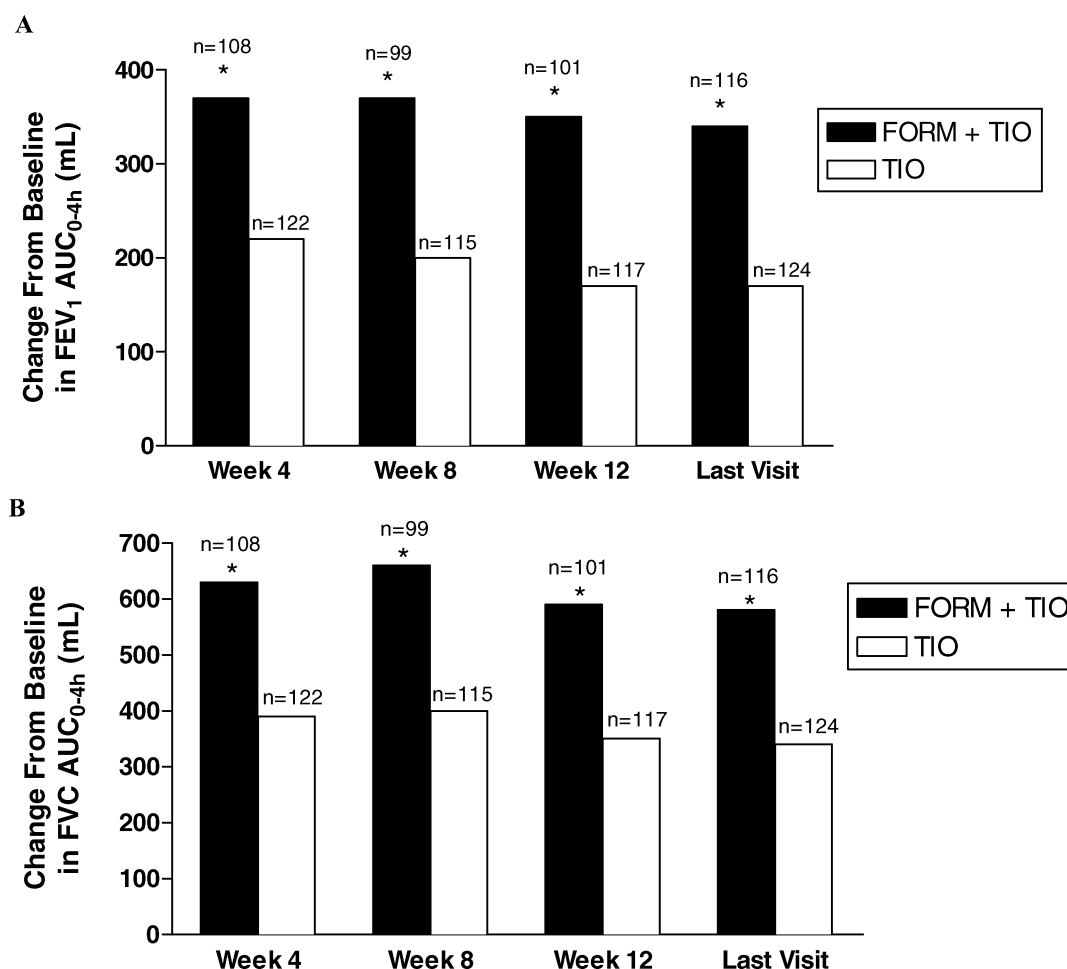 A
n=108
n=99
n=101
n=116
*
*
*
*
400
300
200
100
0
Change From Baseline
in FEV1 AUC0-4h (mL)
n=122
n=115
n=117
n=124
FORM + TIO
TIO
Week 4
Week 8
Week 12
Last Visit
B
n=108
n=99
n=101
n=116
*
*
*
*
700
600
500
400
300
200
100
0
Change From Baseline
in FVC AUC0-4h (mL)
n=122
n=115
n=117
n=124
FORM + TIO
TIO
Week 4
Week 8
Week 12
Last Visit